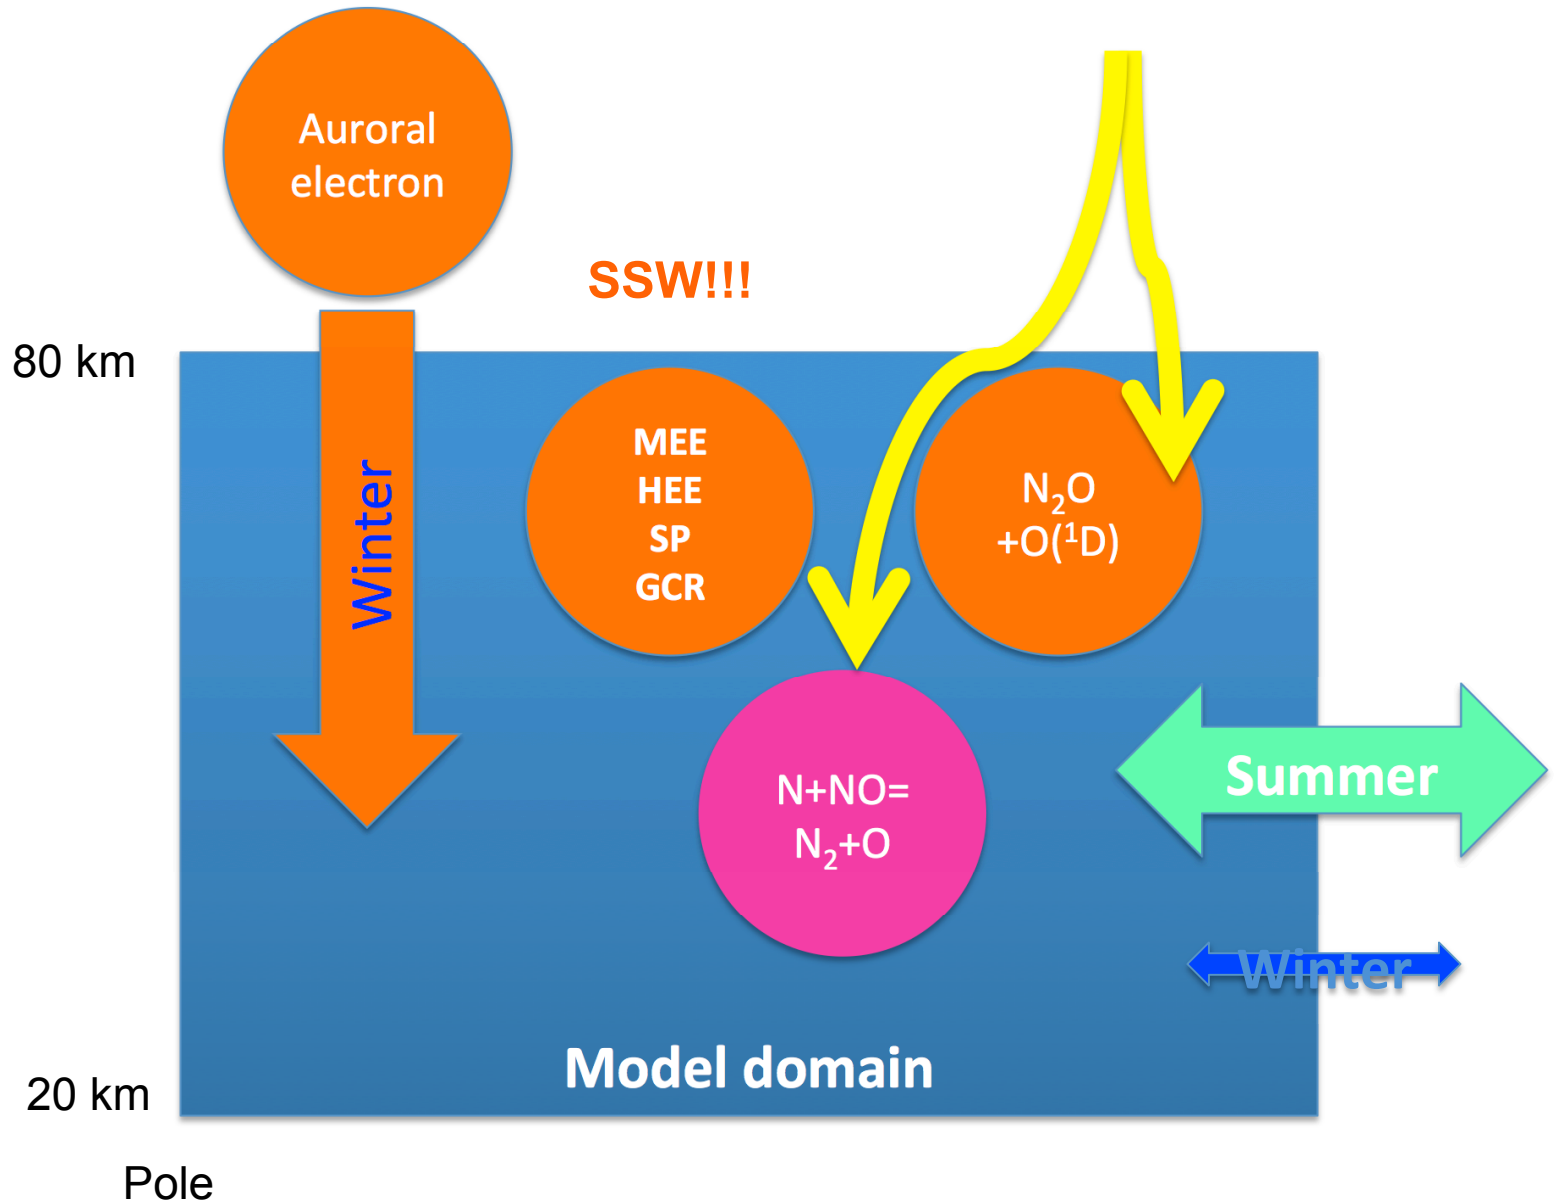 Auroral
electron
SSW!!!
80 km
Winter
MEE
HEE
SP
GCR
N₂O
+O(¹D)
N+NO=
N₂+O
Summer
Winter
Model domain
20 km
Pole